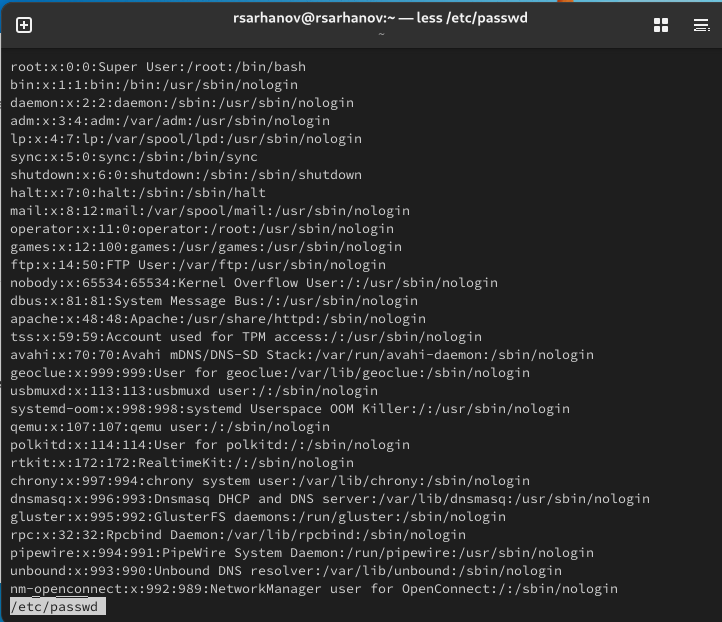 rsarhanov@rsarhanov:~ — less /etc/passwd
~
root:x:0:0:Super User:/root:/bin/bash
bin:x:1:1:bin:/bin:/usr/sbin/nologin
daemon:x:2:2:daemon:/sbin:/usr/sbin/nologin
adm:x:3:4:adm:/var/adm:/usr/sbin/nologin
lp:x:4:7:lp:/var/spool/lpd:/usr/sbin/nologin
sync:x:5:0:sync:/sbin:/bin/sync
shutdown:x:6:0:shutdown:/sbin:/sbin/shutdown
halt:x:7:0:halt:/sbin:/sbin/halt
mail:x:8:12:mail:/var/spool/mail:/usr/sbin/nologin
operator:x:11:0:operator:/root:/usr/sbin/nologin
games:x:12:100:games:/usr/games:/usr/sbin/nologin
ftp:x:14:50:FTP User:/var/ftp:/usr/sbin/nologin
nobody:x:65534:65534:Kernel Overflow User:/:/usr/sbin/nologin
dbus:x:81:81:System Message Bus:/:/usr/sbin/nologin
apache:x:48:48:Apache:/usr/share/httpd:/sbin/nologin
tss:x:59:59:Account used for TPM access:/:/usr/sbin/nologin
avahi:x:70:70:Avahi mDNS/DNS-SD Stack:/var/run/avahi-daemon:/sbin/nologin
geoclue:x:999:999:User for geoclue:/var/lib/geoclue:/sbin/nologin
usbmuxd:x:113:113:usbmuxd user:/:/sbin/nologin
systemd-oom:x:998:998:systemd Userspace OOM Killer:/:/usr/sbin/nologin
qemu:x:107:107:qemu user:/:/sbin/nologin
polkitd:x:114:114:User for polkitd:/:/sbin/nologin
rtkit:x:172:172:RealtimeKit:/:/sbin/nologin
chrony:x:997:994:chrony system user:/var/lib/chrony:/sbin/nologin
dnsmasq:x:996:993:Dnsmasq DHCP and DNS server:/var/lib/dnsmasq:/usr/sbin/nologin
gluster:x:995:992:GlusterFS daemons:/run/gluster:/sbin/nologin
rpc:x:32:32:Rpcbind Daemon:/var/lib/rpcbind:/sbin/nologin
pipewire:x:994:991:PipeWire System Daemon:/run/pipewire:/usr/sbin/nologin
unbound:x:993:990:Unbound DNS resolver:/var/lib/unbound:/sbin/nologin
nm-openconnect:x:992:989:NetworkManager user for OpenConnect:/:/sbin/nologin
/etc/passwd